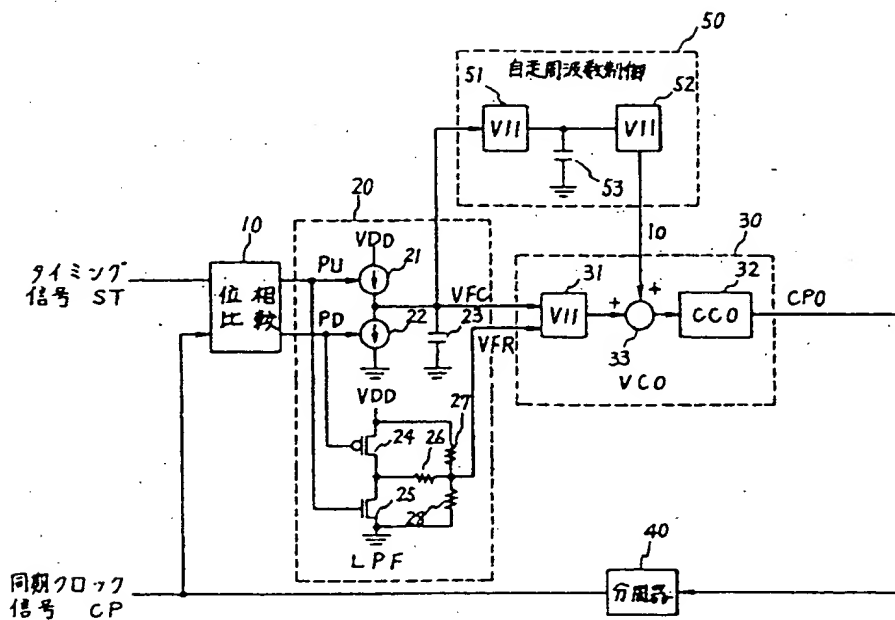 50
自走周波数制御
51
52
VII
VII
53
20
10
VDD
21
Io
30
タイミング
信号 ST
位相
比較
PU
VFC
31
32
PD
22
23
VII
+
+
CCO
CPO
VFR
33
VCO
VDD
27
24
26
25
28
LPF
40
同期クロック
信号 CP
分周器